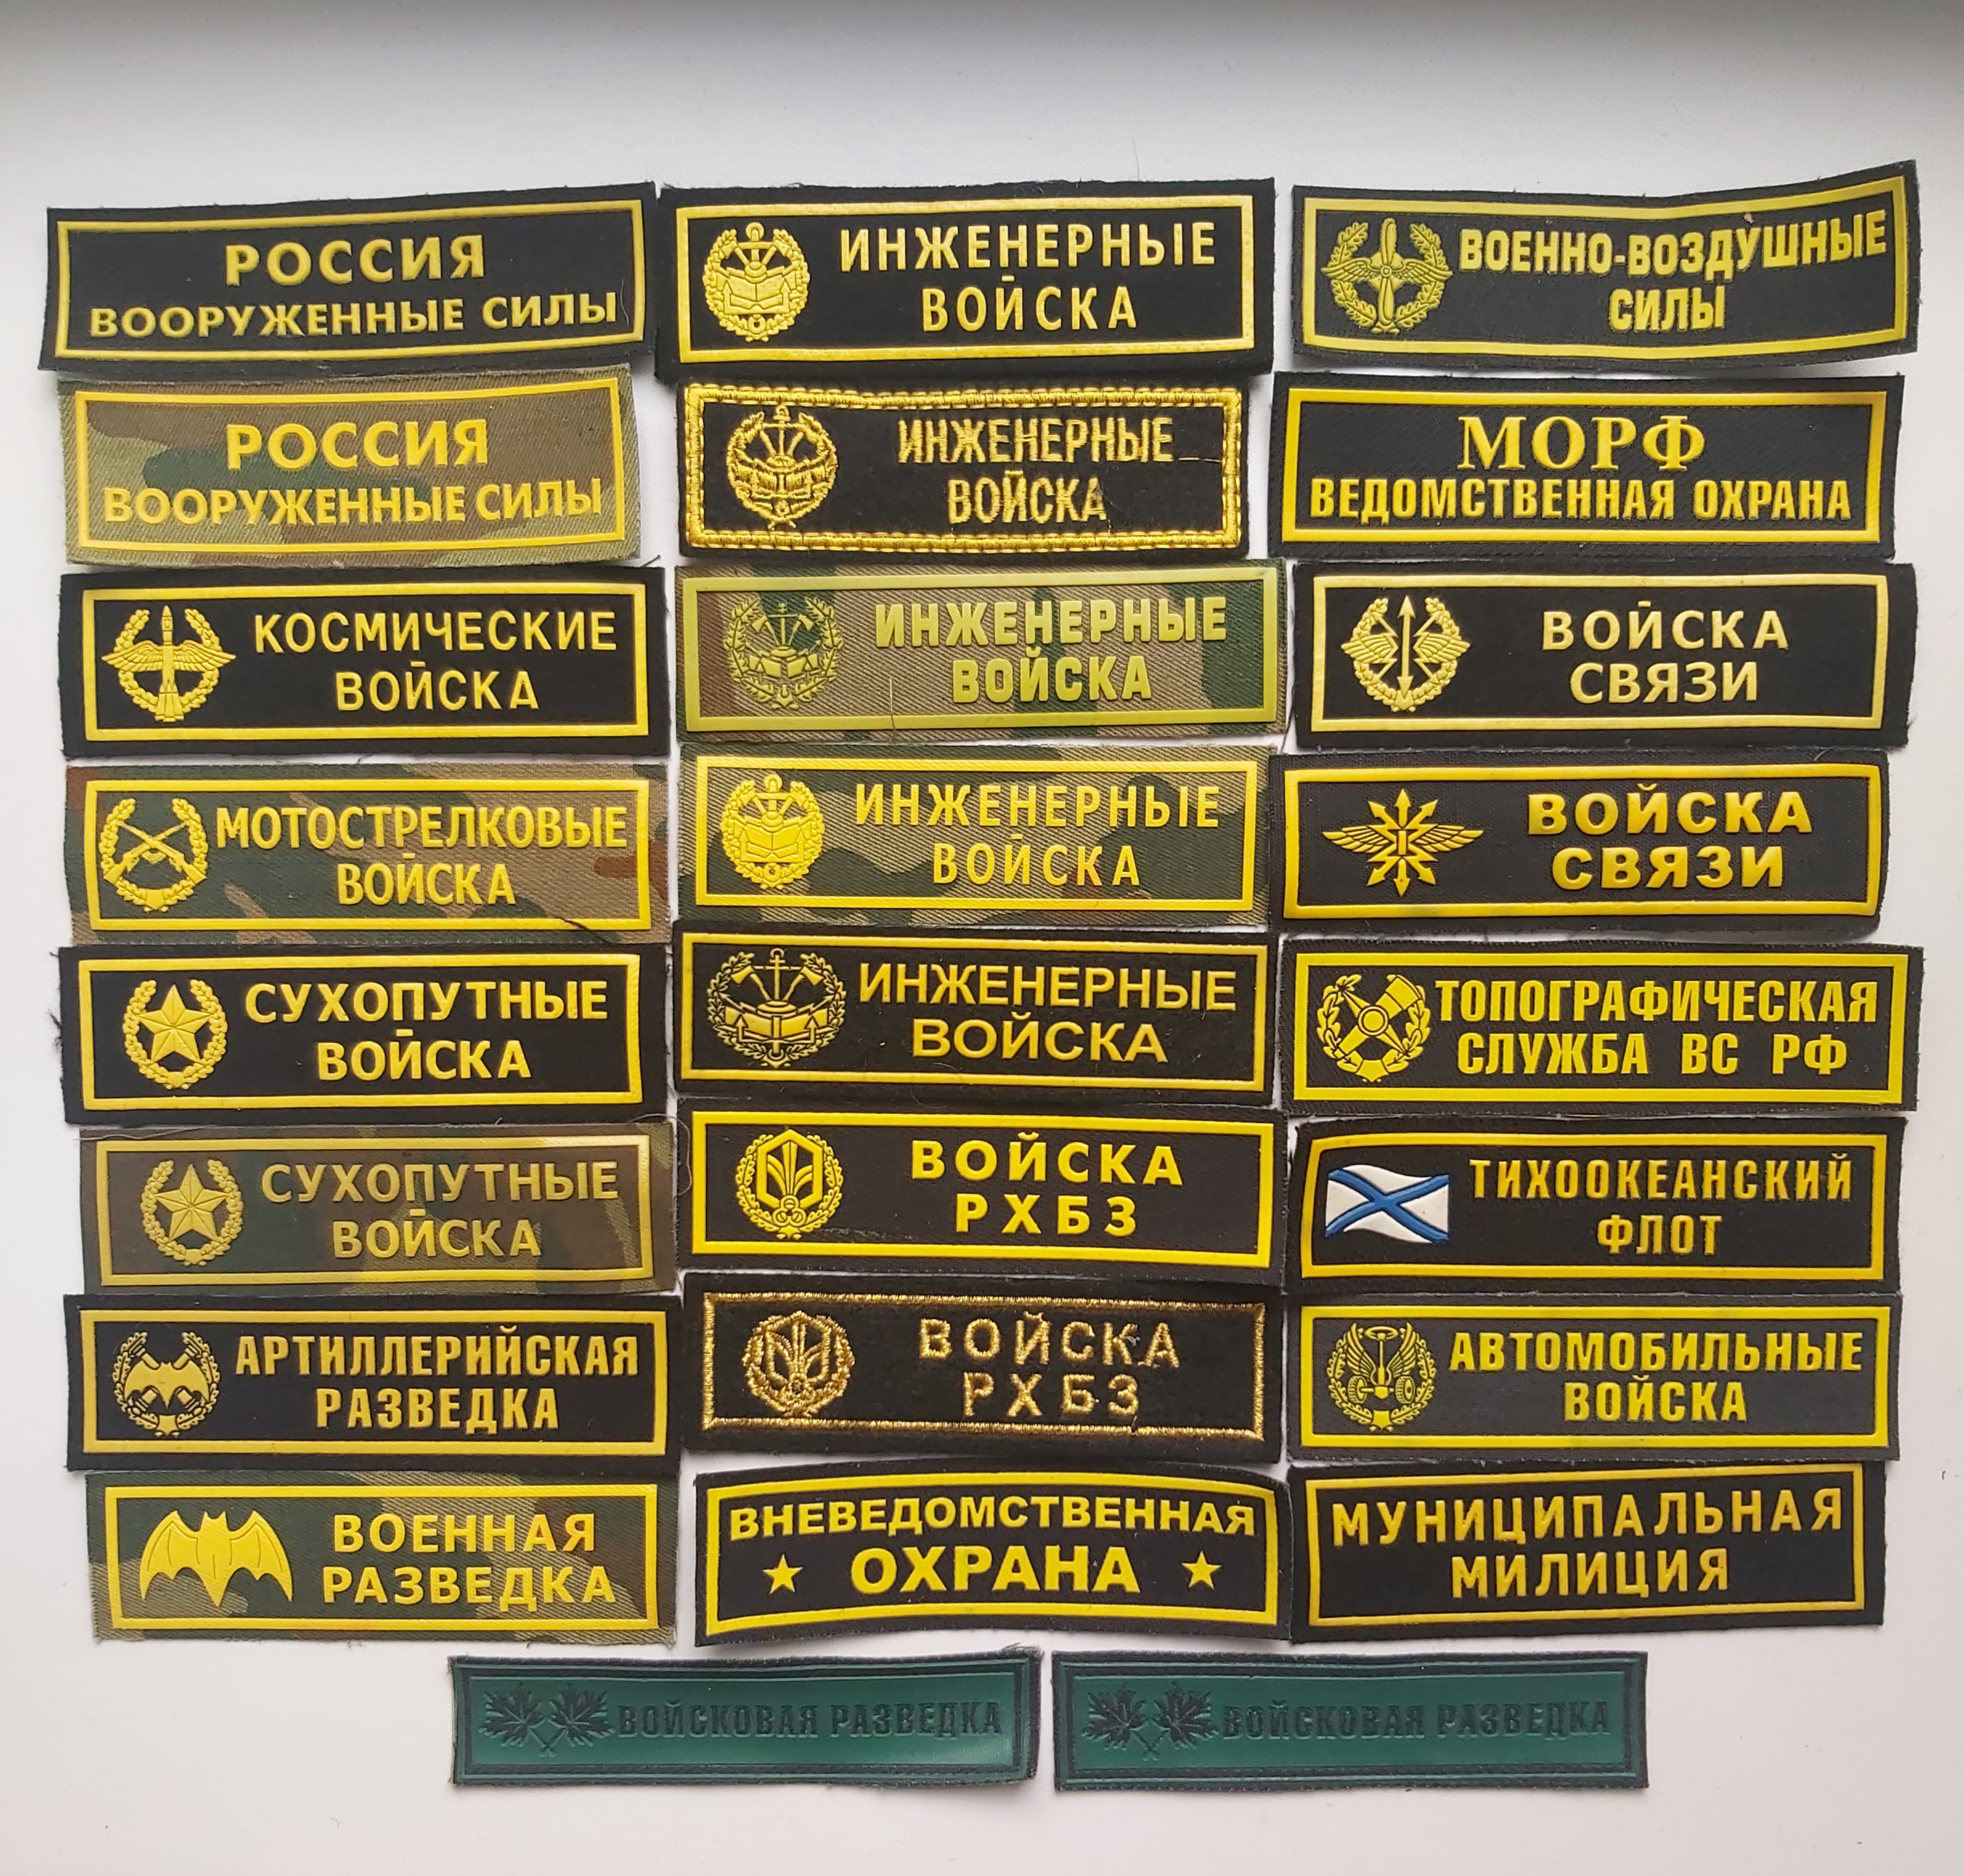 РОССИЯ
ВООРУЖЕННЫЕ СИЛЫ
РОССИЯ
ВООРУЖЕННЫЕ СИЛЫ
КОСМИЧЕСКИЕ
ВОЙСКА
МОТОСТРЕЛКОВЫЕ
ВОЙСКА
СУХОПУТНЫЕ
ВОЙСКА
СУХОПУТНЫЕ
ВОЙСКА
АРТИЛЛЕРИЙСКАЯ
РАЗВЕДКА
ВОЕННАЯ
РАЗВЕДКА
ИНЖЕНЕРНЫЕ
ВОЙСКА
ИНЖЕНЕРНЫЕ
ВОЙСКА
ИНЖЕНЕРНЫЕ
ВОЙСКА
ИНЖЕНЕРНЫЕ
ВОЙСКА
ИНЖЕНЕРНЫЕ
ВОЙСКА
ВОЙСКА
РХБЗ
ВОЙСКА
РХБЗ
ВНЕВЕДОМСТВЕННАЯ
ОХРАНА
ВОЕННО-ВОЗДУШНЫЕ
СИЛЫ
МОРФ
ВЕДОМСТВЕННАЯ ОХРАНА
ВОЙСКА
СВЯЗИ
ВОЙСКА
СВЯЗИ
ТОПОГРАФИЧЕСКАЯ
СЛУЖБА ВС РФ
ТИХООКЕАНСКИЙ
ФЛОТ
АВТОМОБИЛЬНЫЕ
ВОЙСКА
МУНИЦИПАЛЬНАЯ
МИЛИЦИЯ
ВОЙСКОВАЯ РАЗВЕДКА
ВОЙСКОВАЯ РАЗВЕДКА